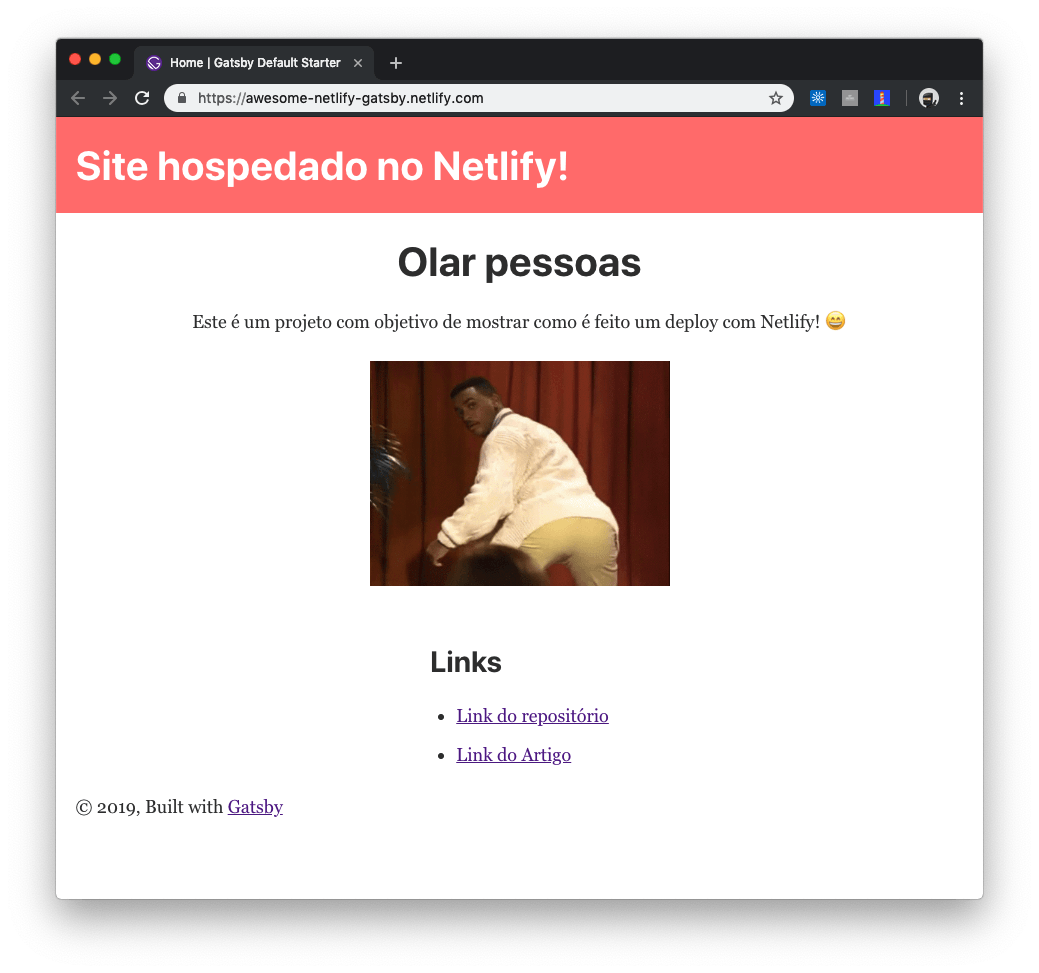 Home | Gatsby Default Starter
https://awesome-netlify-gatsby.netlify.com
Site hospedado no Netlify!
Olar pessoas
Este é um projeto com objetivo de mostrar como é feito um deploy com Netlify! 😄
Links
Link do repositório
Link do Artigo
© 2019, Built with Gatsby